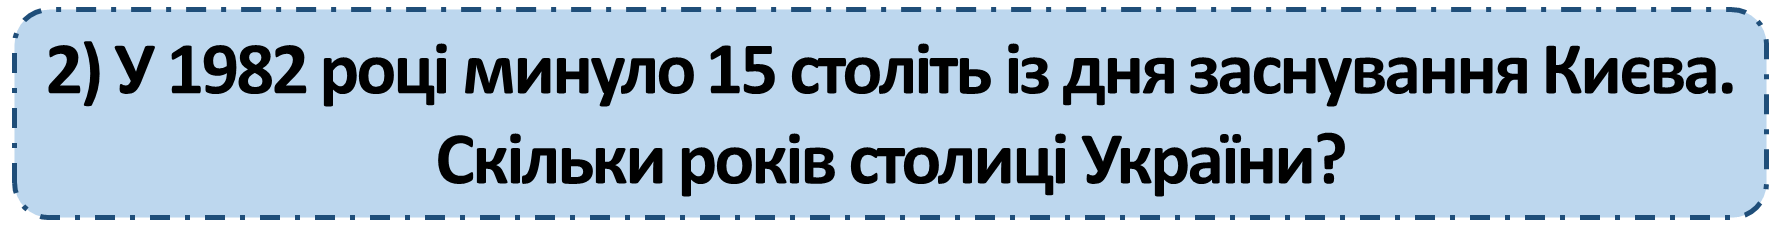 2) У 1982 році минуло 15 століть із дня заснування Києва.
Скільки років столиці України?